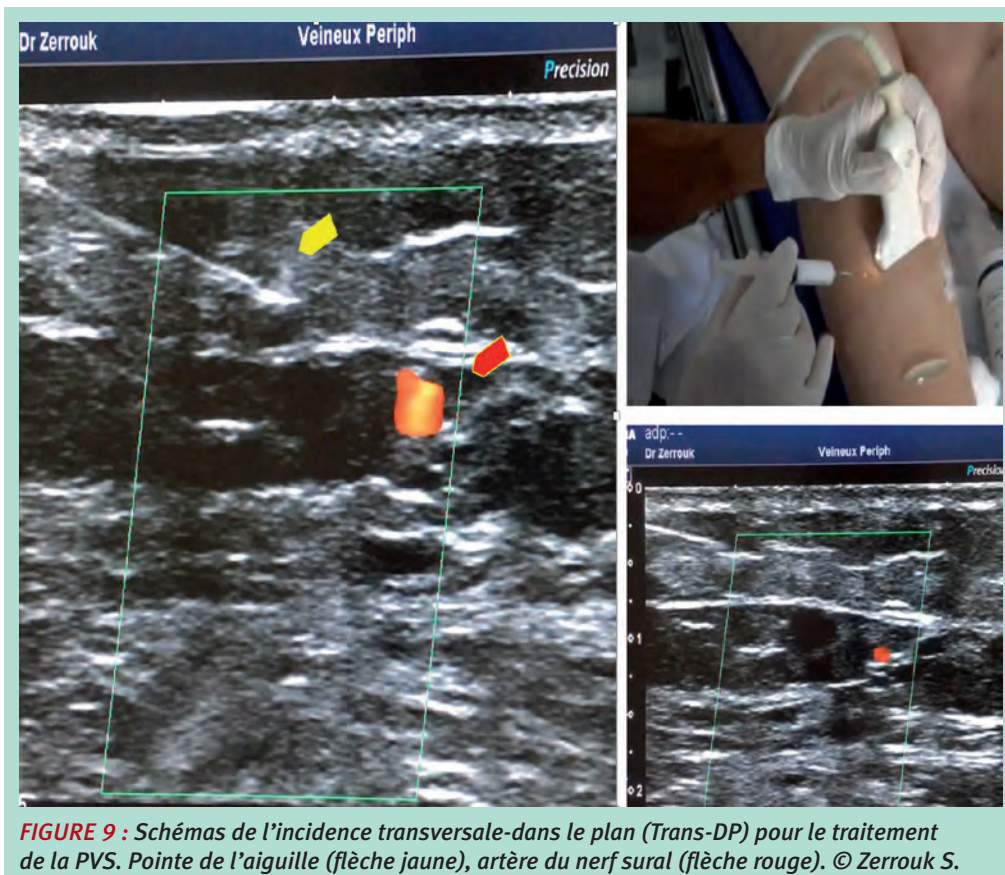 Dr Zerrouk
Veineux Periph
Precision
adp:- -
Dr Zerrouk
Veineux Periph
Precision
0
1
2
FIGURE 9 : Schémas de l'incidence transversale-dans le plan (Trans-DP) pour le traitement
de la PVS. Pointe de l'aiguille (flèche jaune), artère du nerf sural (flèche rouge). © Zerrouk S.